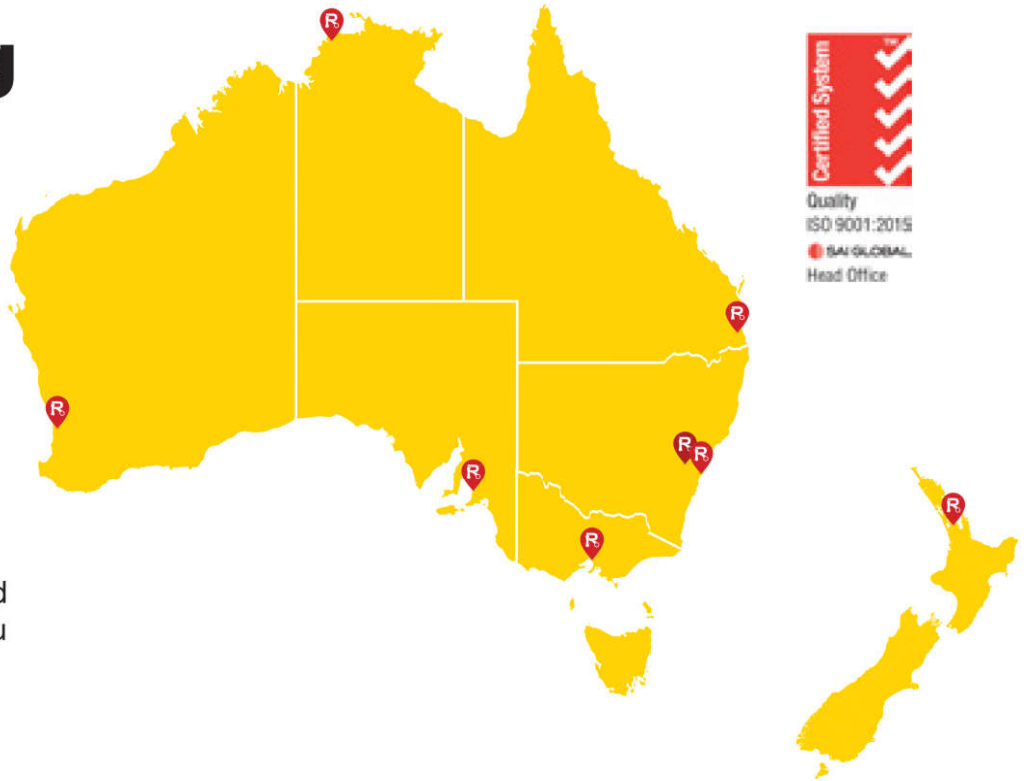 Certified System
TM
Quality
ISO 9001:2015
SAI GLOBAL
Head Office
R
R
R
R
R
R
R
R
d
u